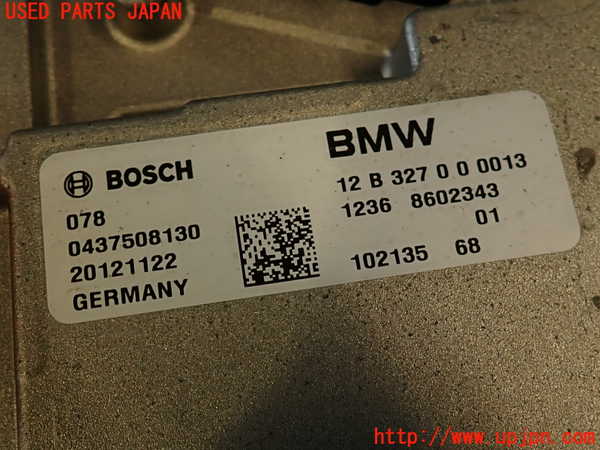 USED PARTS JAPAN
BOSCH
078
0437508130
20121122
GERMANY
BMW
12 B 327 0 0 0013
1236 8602343
01
102135 68
http://www.upjpn.com/